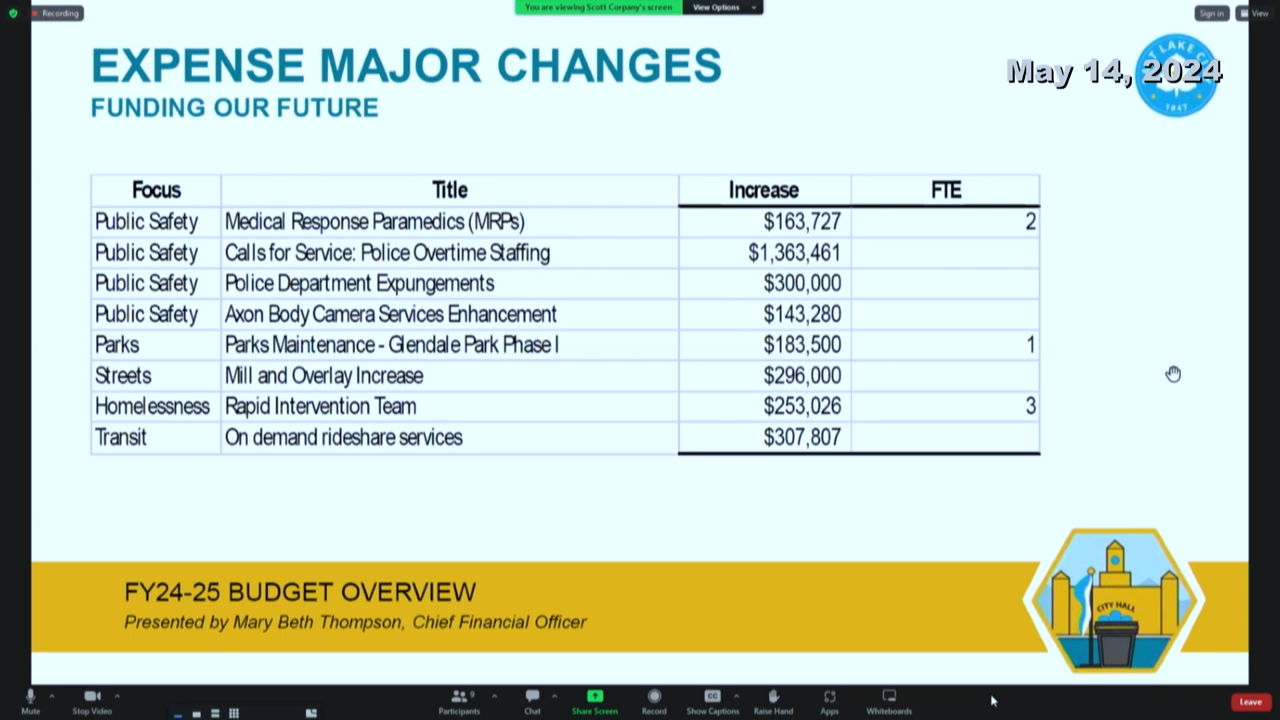 Recording
You are viewing Scott Corpany's screen
View Options
Sign in
View
EXPENSE MAJOR CHANGES
FUNDING OUR FUTURE
May 14, 2024
T LAKE C
1847
Focus Title Increase FTE
Public Safety Medical Response Paramedics (MRPs) $163,727 2
Public Safety Calls for Service: Police Overtime Staffing $1,363,461
Public Safety Police Department Expungements $300,000
Public Safety Axon Body Camera Services Enhancement $143,280
Parks Parks Maintenance - Glendale Park Phase I $183,500 1
Streets Mill and Overlay Increase $296,000
Homelessness Rapid Intervention Team $253,026 3
Transit On demand rideshare services $307,807
FY24-25 BUDGET OVERVIEW
Presented by Mary Beth Thompson, Chief Financial Officer
CITY HALL
Mute
Stop Video
Participants
9
Chat
Share Screen
Record
CC
Show Captions
Raise Hand
Apps
Whiteboards
Leave